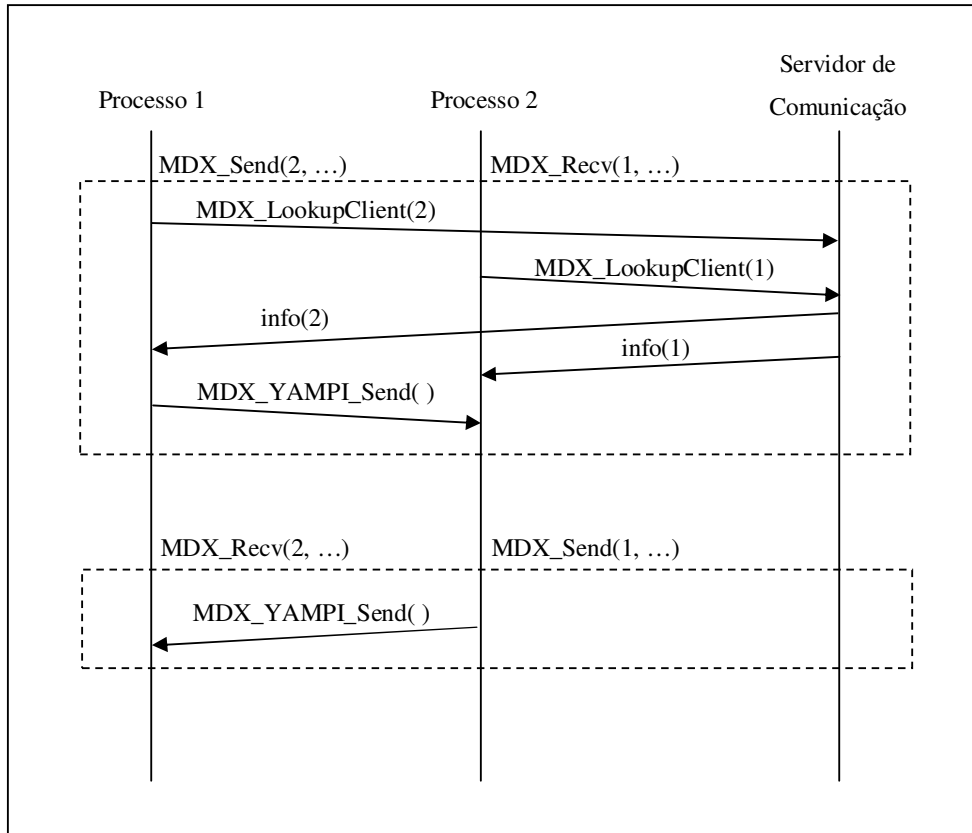 Servidor de
Comunicação
Processo 1
Processo 2
MDX_Send(2, …)
MDX_Recv(1, …)
MDX_LookupClient(2)
MDX_LookupClient(1)
info(2)
info(1)
MDX_YAMPI_Send( )
MDX_Recv(2, …)
MDX_Send(1, …)
MDX_YAMPI_Send( )